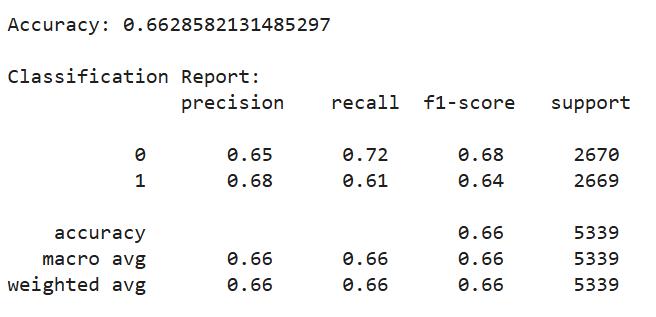 Accuracy: 0.6628582131485297
Classification Report:
precision recall f1-score support
0 0.65 0.72 0.68 2670
1 0.68 0.61 0.64 2669
accuracy 0.66 5339
macro avg 0.66 0.66 0.66 5339
weighted avg 0.66 0.66 0.66 5339